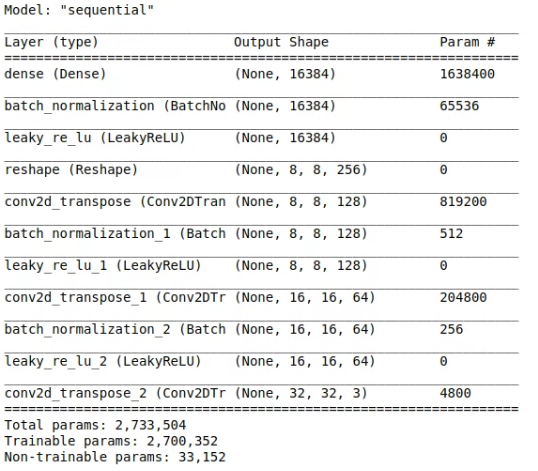 Model: "sequential"
Layer (type) Output Shape Param #
dense (Dense) (None, 16384) 1638400
batch_normalization (BatchNo (None, 16384) 65536
leaky_re_lu (LeakyReLU) (None, 16384) 0
reshape (Reshape) (None, 8, 8, 256) 0
conv2d_transpose (Conv2DTran (None, 8, 8, 128) 819200
batch_normalization_1 (Batch (None, 8, 8, 128) 512
leaky_re_lu_1 (LeakyReLU) (None, 8, 8, 128) 0
conv2d_transpose_1 (Conv2DTr (None, 16, 16, 64) 204800
batch_normalization_2 (Batch (None, 16, 16, 64) 256
leaky_re_lu_2 (LeakyReLU) (None, 16, 16, 64) 0
conv2d_transpose_2 (Conv2DTr (None, 32, 32, 3) 4800
Total params: 2,733,504
Trainable params: 2,700,352
Non-trainable params: 33,152